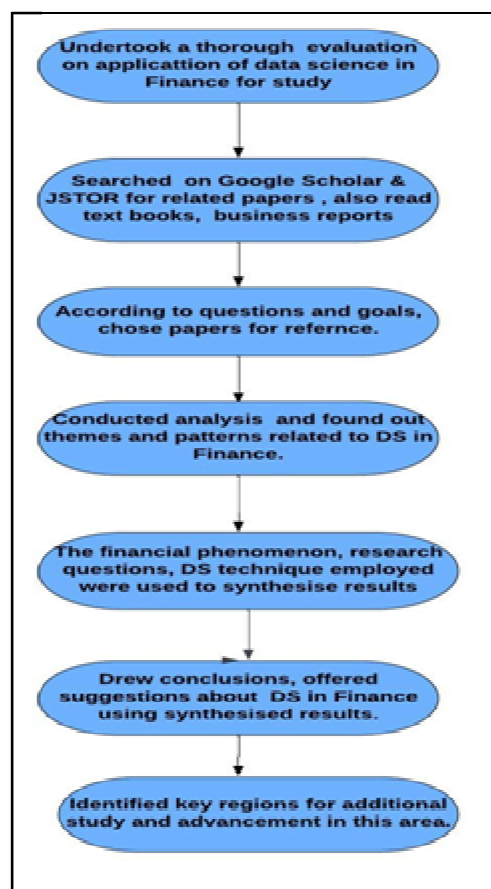 Undertook a thorough evaluation
on applicattion of data science in
Finance for study
Searched on Google Scholar &
JSTOR for related papers , also read
text books, business reports
According to questions and goals,
chose papers for refernce.
Conducted analysis and found out
themes and patterns related to DS in
Finance.
The financial phenomenon, research
questions, DS technique employed
were used to synthesise results
Drew conclusions, offered
suggestions about DS in Finance
using synthesised results.
Identified key regions for additional
study and advancement in this area.